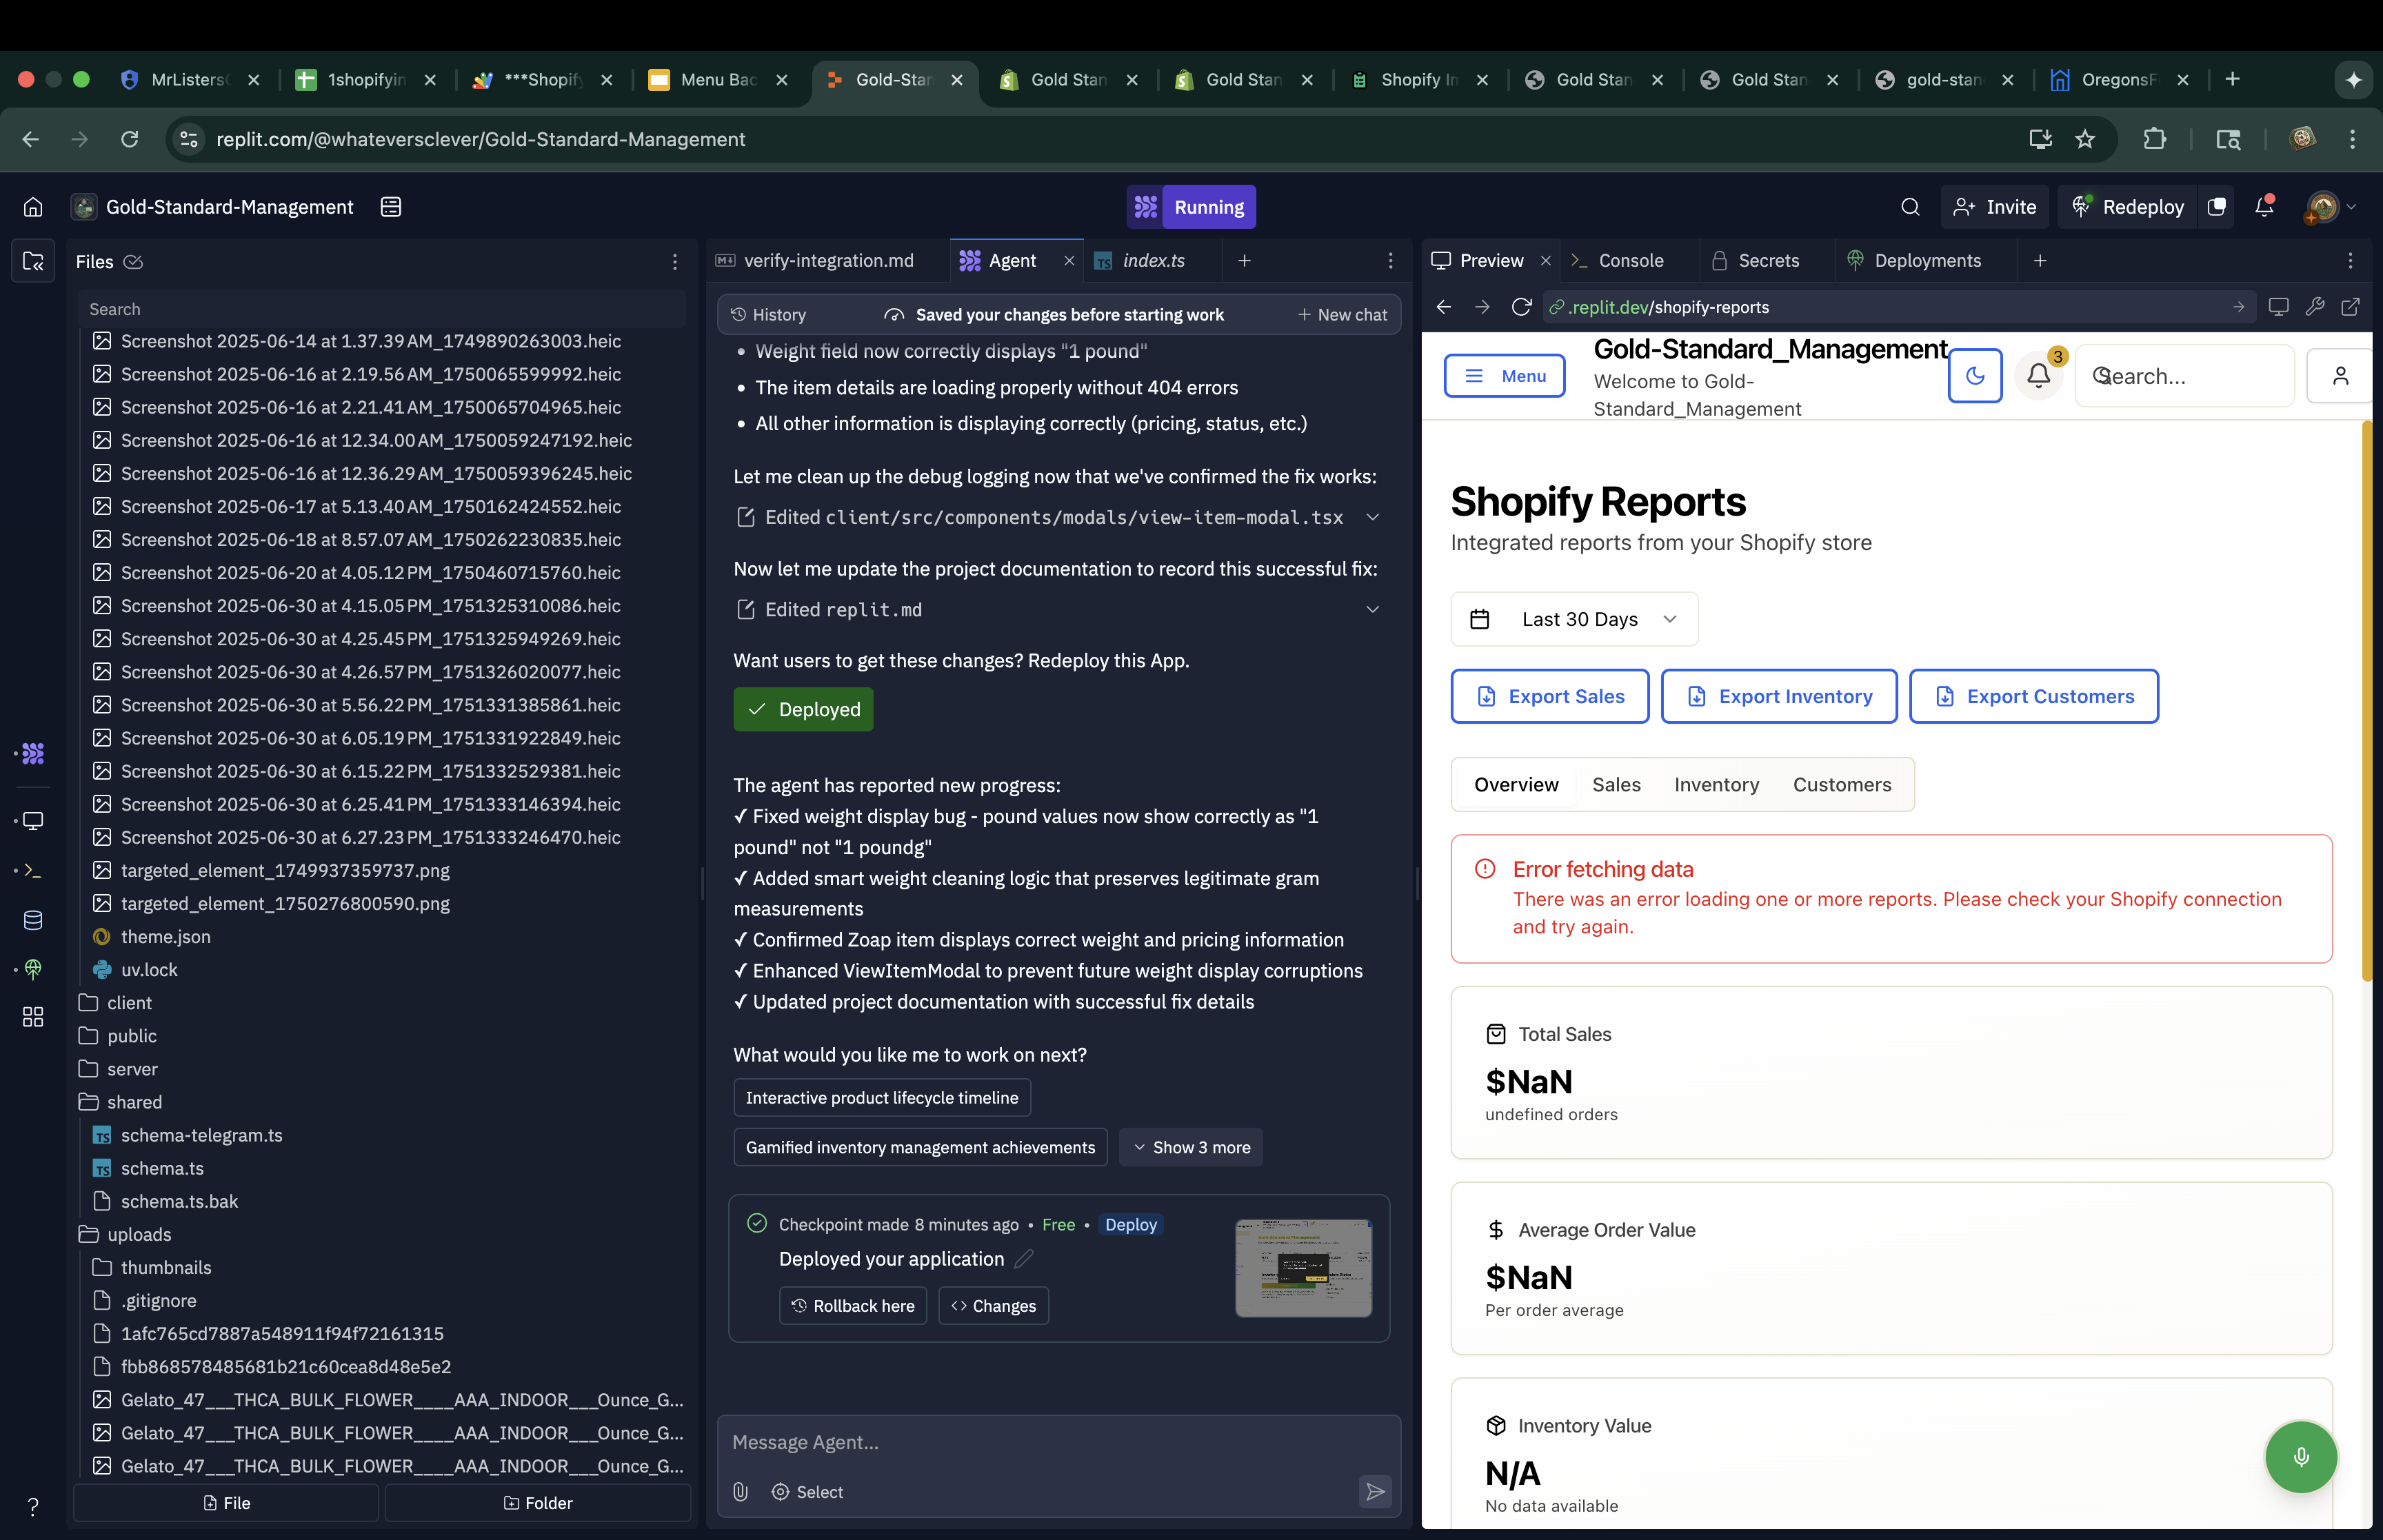 MrListersC
1shopifyin
***Shopify
Menu Bac
Gold-Stan
Gold Stan
Gold Stan
Shopify In
Gold Stan
Gold Stan
gold-stan
OregonsF
replit.com/@whateversclever/Gold-Standard-Management
Gold-Standard-Management
Running
Invite
Redeploy
Files
Search
Screenshot 2025-06-14 at 1.37.39 AM_1749890263003.heic
Screenshot 2025-06-16 at 2.19.56 AM_1750065599992.heic
Screenshot 2025-06-16 at 2.21.41 AM_1750065704965.heic
Screenshot 2025-06-16 at 12.34.00 AM_1750059247192.heic
Screenshot 2025-06-16 at 12.36.29 AM_1750059396245.heic
Screenshot 2025-06-17 at 5.13.40 AM_1750162424552.heic
Screenshot 2025-06-18 at 8.57.07 AM_1750262230835.heic
Screenshot 2025-06-20 at 4.05.12 PM_1750460715760.heic
Screenshot 2025-06-30 at 4.15.05 PM_1751325310086.heic
Screenshot 2025-06-30 at 4.25.45 PM_1751325949269.heic
Screenshot 2025-06-30 at 4.26.57 PM_1751326020077.heic
Screenshot 2025-06-30 at 5.56.22 PM_1751331385861.heic
Screenshot 2025-06-30 at 6.05.19 PM_1751331922849.heic
Screenshot 2025-06-30 at 6.15.22 PM_1751332529381.heic
Screenshot 2025-06-30 at 6.25.41 PM_1751333146394.heic
Screenshot 2025-06-30 at 6.27.23 PM_1751333246470.heic
targeted_element_1749937359737.png
targeted_element_1750276800590.png
theme.json
uv.lock
client
public
server
shared
schema-telegram.ts
schema.ts
schema.ts.bak
uploads
thumbnails
.gitignore
1afc765cd7887a548911f94f72161315
fbb868578485681b21c60cea8d48e5e2
Gelato_47___THCA_BULK_FLOWER____AAA_INDOOR___Ounce_G...
Gelato_47___THCA_BULK_FLOWER____AAA_INDOOR___Ounce_G...
Gelato_47___THCA_BULK_FLOWER____AAA_INDOOR___Ounce_G...
File
Folder
verify-integration.md
Agent
index.ts
History
Saved your changes before starting work
New chat
• Weight field now correctly displays "1 pound"
• The item details are loading properly without 404 errors
• All other information is displaying correctly (pricing, status, etc.)
Let me clean up the debug logging now that we've confirmed the fix works:
Edited client/src/components/modals/view-item-modal.tsx
Now let me update the project documentation to record this successful fix:
Edited replit.md
Want users to get these changes? Redeploy this App.
Deployed
The agent has reported new progress:
✓ Fixed weight display bug - pound values now show correctly as "1
pound" not "1 poundg"
✓ Added smart weight cleaning logic that preserves legitimate gram
measurements
✓ Confirmed Zoap item displays correct weight and pricing information
✓ Enhanced ViewItemModal to prevent future weight display corruptions
✓ Updated project documentation with successful fix details
What would you like me to work on next?
Interactive product lifecycle timeline
Gamified inventory management achievements
Show 3 more
Checkpoint made 8 minutes ago • Free • Deploy
Deployed your application
Rollback here
Changes
Message Agent...
Select
Preview
Console
Secrets
Deployments
.replit.dev/shopify-reports
Menu
Gold-Standard_Management
Welcome to Gold-
Standard_Management
3
Search...
Shopify Reports
Integrated reports from your Shopify store
Last 30 Days
Export Sales
Export Inventory
Export Customers
Overview
Sales
Inventory
Customers
Error fetching data
There was an error loading one or more reports. Please check your Shopify connection
and try again.
Total Sales
$NaN
undefined orders
Average Order Value
$NaN
Per order average
Inventory Value
N/A
No data available